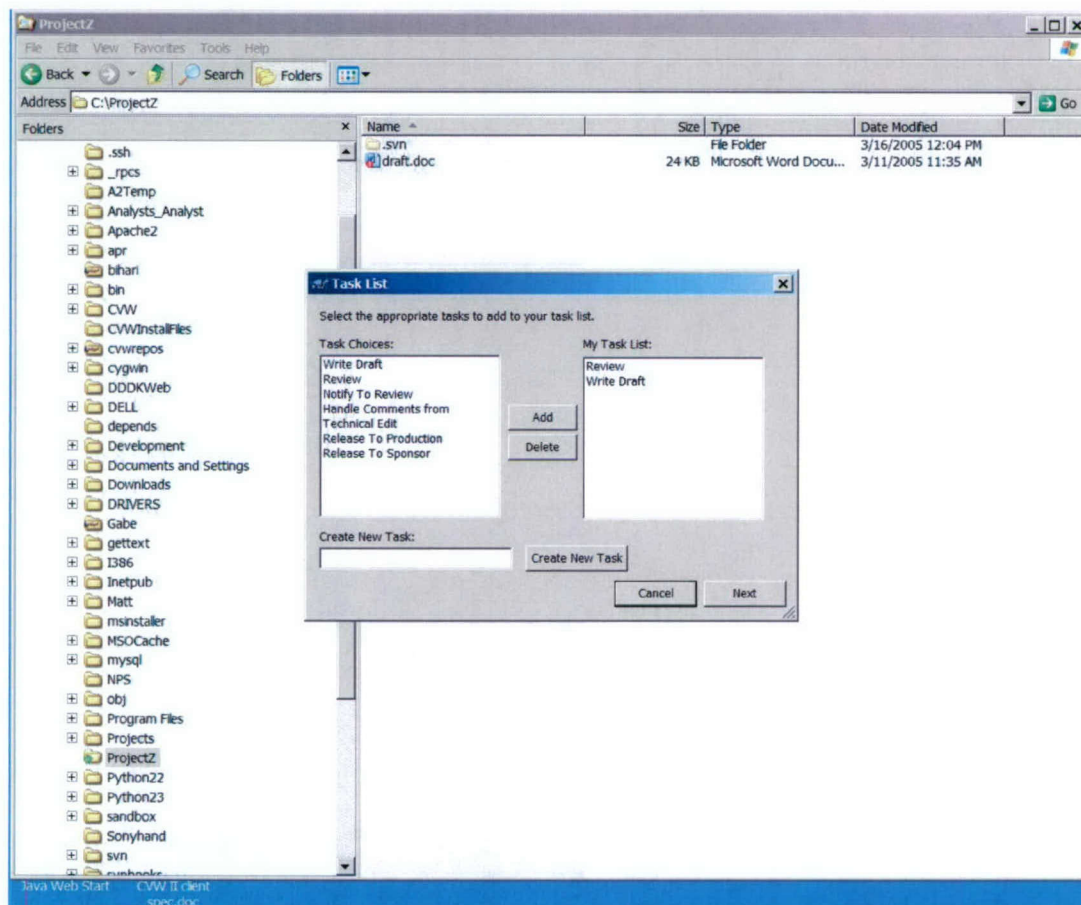 ProjectZ
File Edit View Favorites Tools Help
Back Search Folders
Address C:\ProjectZ Go
Folders
Name Size Type Date Modified
.svn File Folder 3/16/2005 12:04 PM
draft.doc 24 KB Microsoft Word Docu... 3/11/2005 11:35 AM
.ssh
_rpcs
A2Temp
Analysts_Analyst
Apache2
apr
bihari
bin
CVW
CVWInstallFiles
cvwrepos
cygwin
DDDKWeb
DELL
depends
Development
Documents and Settings
Downloads
DRIVERS
Gabe
gettext
I386
Inetpub
Matt
msinstaller
MSOCache
mysql
NPS
obj
Program Files
Projects
ProjectZ
Python22
Python23
sandbox
Sonyhand
svn
svnhooks
Task List
Select the appropriate tasks to add to your task list.
Task Choices:
Write Draft
Review
Notify To Review
Handle Comments from
Technical Edit
Release To Production
Release To Sponsor
Add
Delete
My Task List:
Review
Write Draft
Create New Task:
Create New Task
Cancel Next
Java Web Start CVW II client
spec.doc